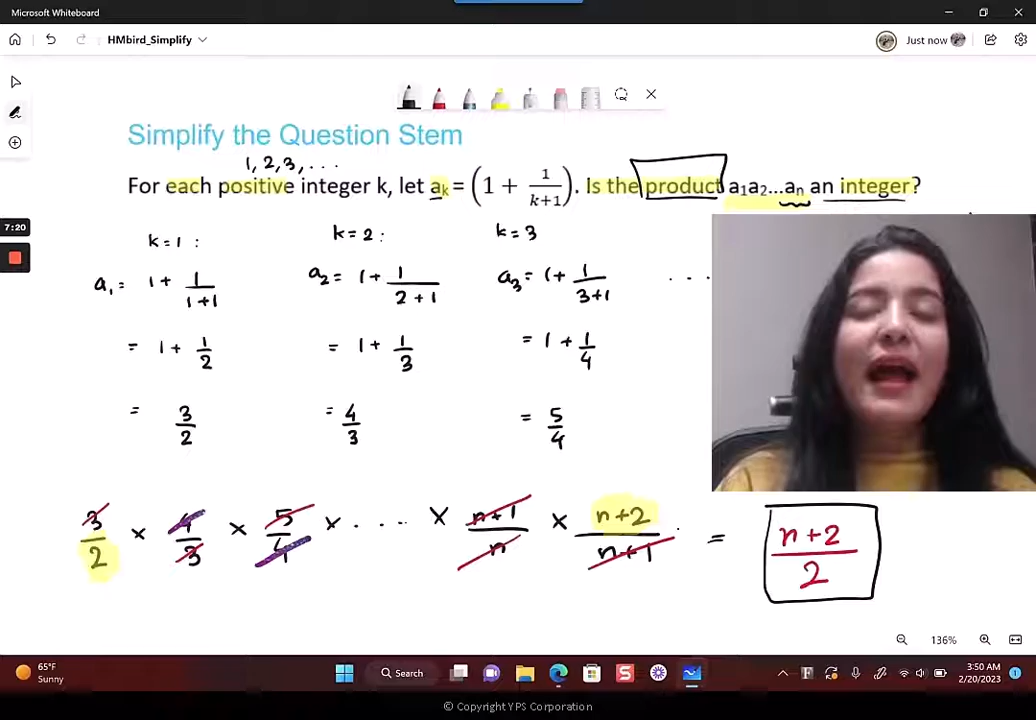 Microsoft Whiteboard
HMbird_Simplify
Just now
Simplify the Question Stem
1, 2, 3, ...
For each positive integer k, let aₖ = (1 + 1/(k+1)). Is the product a₁a₂...aₙ an integer?
7:20
k = 1 :
k = 2 :
k = 3
a₁ = 1 + 1/(1+1)
a₂ = 1 + 1/(2+1)
a₃ = 1 + 1/(3+1)
....
= 1 + 1/2
= 1 + 1/3
= 1 + 1/4
= 3/2
= 4/3
= 5/4
3/2 × 4/3 × 5/4 × .... × (n+1)/n × (n+2)/(n+1) = (n+2)/2
136%
65°F
Sunny
Search
3:50 AM
2/20/2023
1
© Copyright YPS Corporation